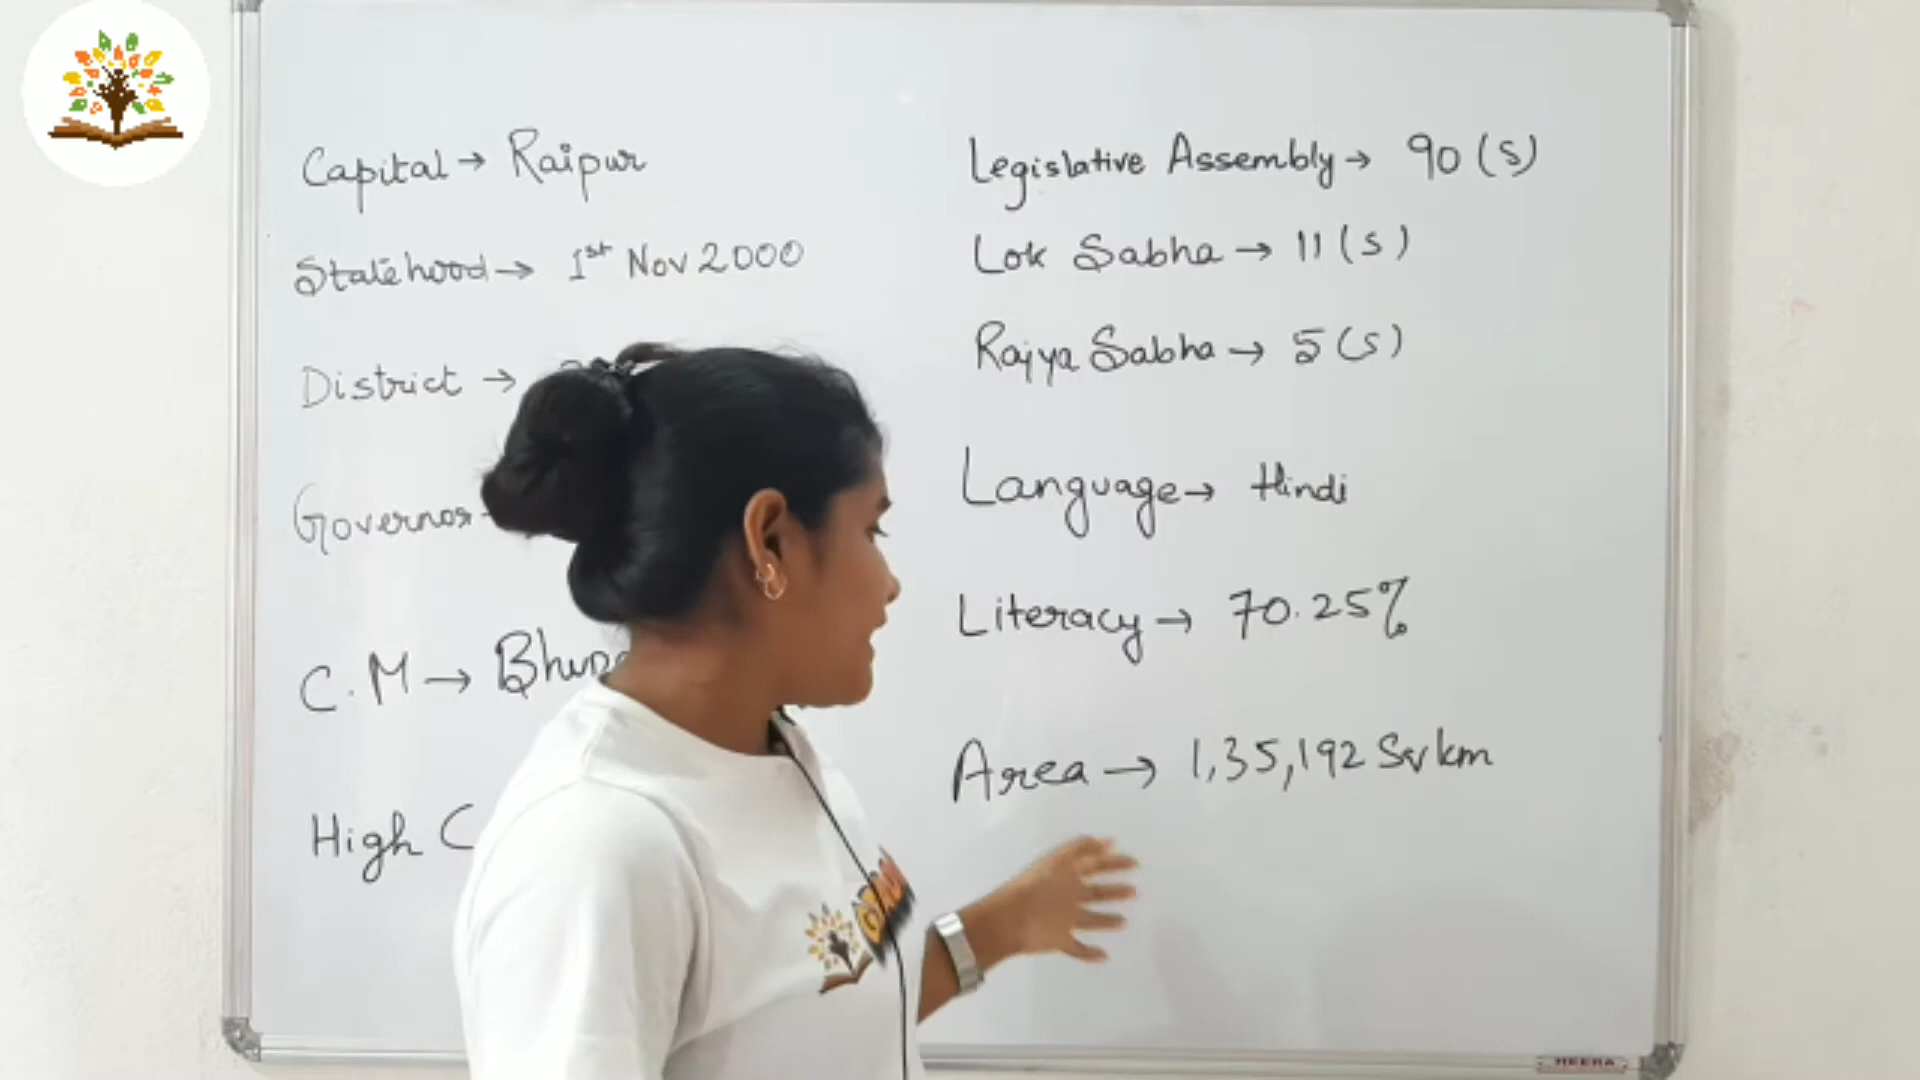 Capital → Raipur
Statehood → 1st Nov 2000
District →
Governor
C.M →
High
Legislative Assembly → 90 (S)
Lok Sabha → 11 (S)
Rajya Sabha → 5 (S)
Language → Hindi
Literacy → 70.25%
Area → 1,35,192 Sq km
HEERA